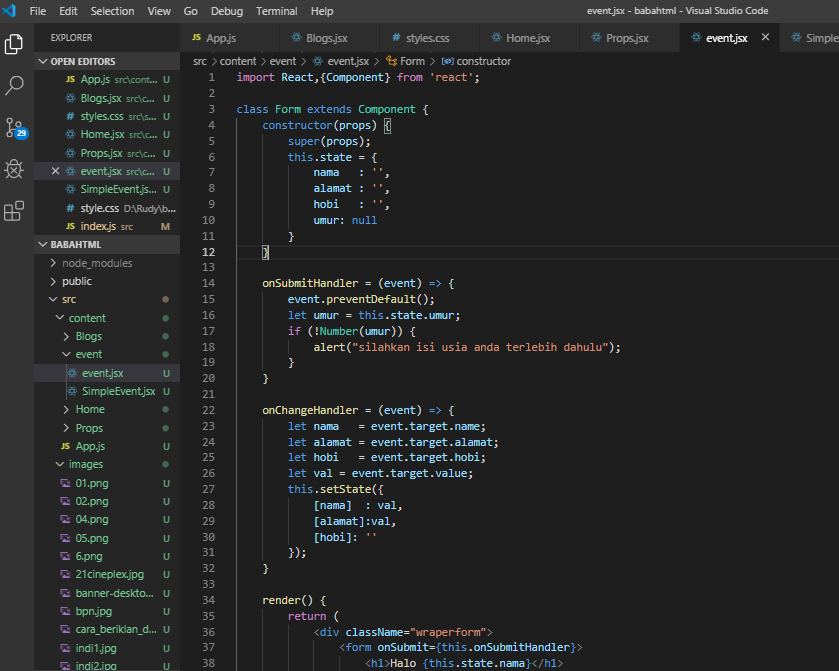 File Edit Selection View Go Debug Terminal Help event.jsx - babahtml - Visual Studio Code
EXPLORER
JS App.js Blogs.jsx # styles.css Home.jsx Props.jsx event.jsx × Simple
OPEN EDITORS
JS App.js src\cont... U
Blogs.jsx src\c... U
# styles.css src\s... U
Home.jsx src\c... U
Props.jsx src\c... U
× event.jsx src\c... U
SimpleEvent.js... U
# style.css D:\Rudy\b...
JS index.js src M
29
BABAHTML
node_modules
public
src
content
Blogs
event
event.jsx U
SimpleEvent.jsx U
Home
Props
JS App.js U
images
01.png U
02.png U
04.png U
05.png U
6.png U
21cineplex.jpg U
banner-deskto... U
bpn.jpg U
cara_beriklan_d... U
indi1.jpg U
indi2.jpg U
src > content > event > event.jsx > Form > constructor
1 import React,{Component} from 'react';
2
3 class Form extends Component {
4 constructor(props) {
5 super(props);
6 this.state = {
7 nama : '',
8 alamat : '',
9 hobi : '',
10 umur: null
11 }
12 }
13
14 onSubmitHandler = (event) => {
15 event.preventDefault();
16 let umur = this.state.umur;
17 if (!Number(umur)) {
18 alert("silahkan isi usia anda terlebih dahulu");
19 }
20 }
21
22 onChangeHandler = (event) => {
23 let nama = event.target.name;
24 let alamat = event.target.alamat;
25 let hobi = event.target.hobi;
26 let val = event.target.value;
27 this.setState({
28 [nama] : val,
29 [alamat]:val,
30 [hobi]: ''
31 });
32 }
33
34 render() {
35 return (
36 <div className="wraperform">
37 <form onSubmit={this.onSubmitHandler}>
38 <h1>Halo {this.state.nama}</h1>